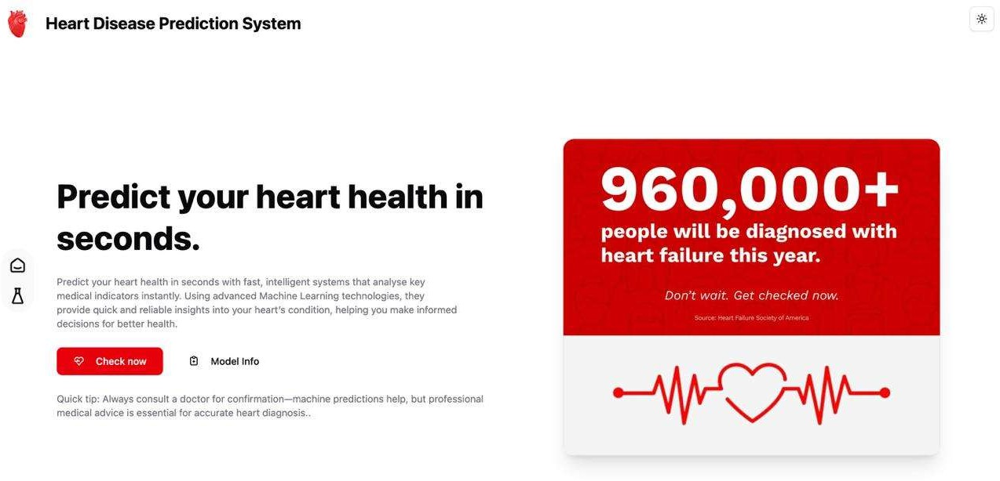 Heart Disease Prediction System
Predict your heart health in
seconds.
Predict your heart health in seconds with fast, intelligent systems that analyse key
medical indicators instantly. Using advanced Machine Learning technologies, they
provide quick and reliable insights into your heart's condition, helping you make informed
decisions for better health.
Check now
Model Info
Quick tip: Always consult a doctor for confirmation—machine predictions help, but professional
medical advice is essential for accurate heart diagnosis..
960,000+
people will be diagnosed with
heart failure this year.
Don't wait. Get checked now.
Source: Heart Failure Society of America